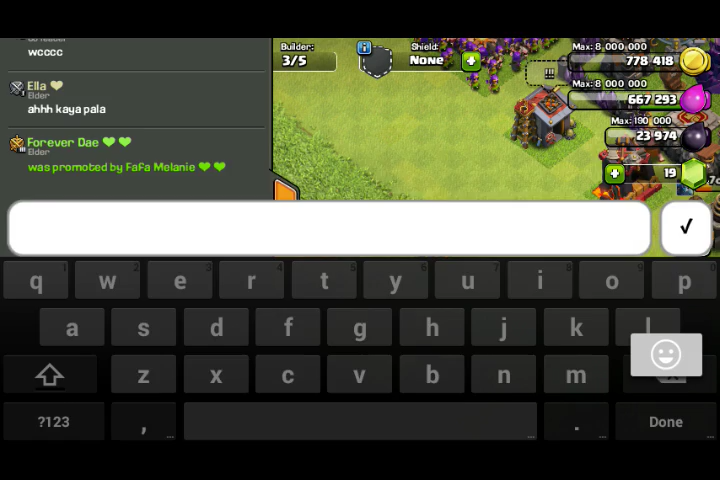 wcccc
Ella
Elder
ahhh kaya pala
Forever Dae
Elder
was promoted by FaFa Melanie
Builder:
3/5
i
Shield:
None
+
Max: 8 000 000
778 418
Max: 8 000 000
667 293
Max: 190 000
23 974
+
19
✓
q w e r t y u i o p
a s d f g h j k l
z x c v b n m
?123 , . Done